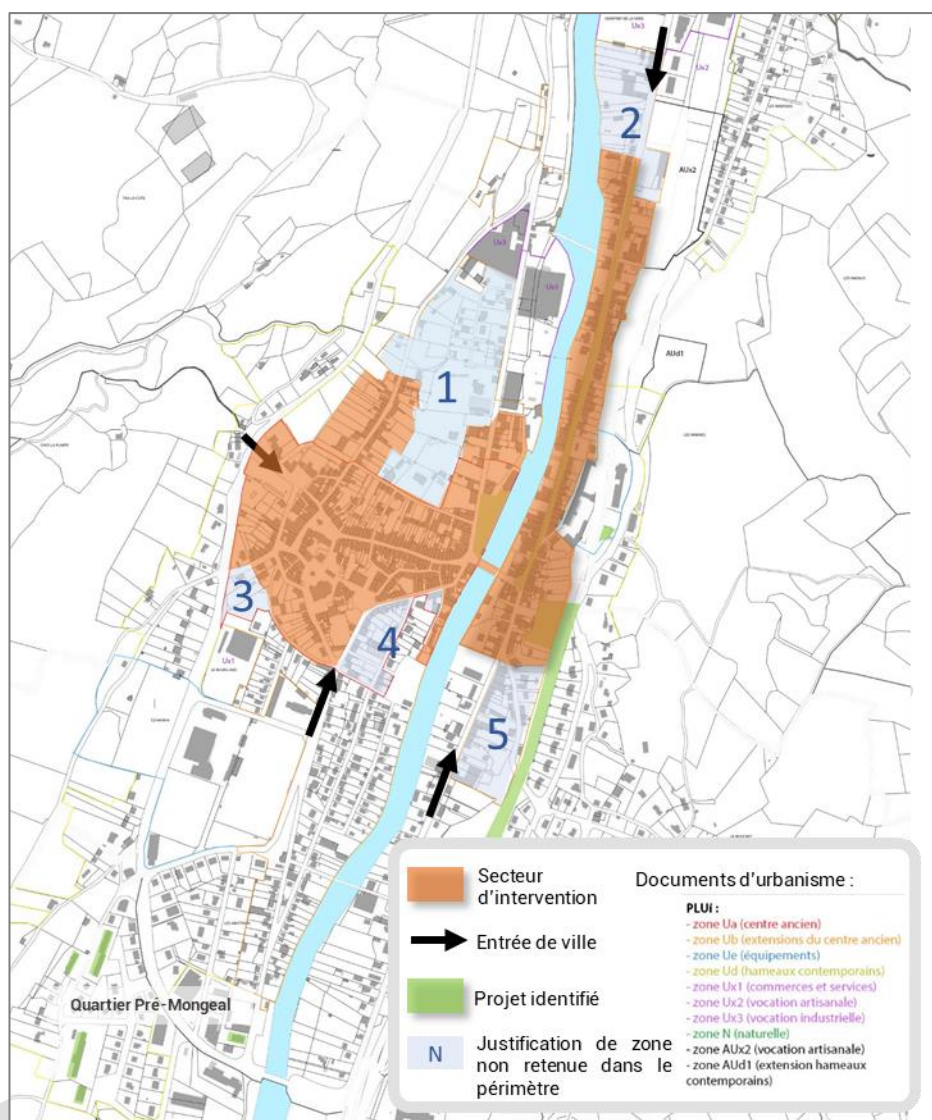 Ux3
Ux2
2
AUx2
Ux3
Ux3
AUd1
1
3
4
Ux1
5
Quartier Pré-Mongeal
Secteur
d'intervention
Entrée de ville
Projet identifié
N
Justification de zone
non retenue dans le
périmètre
Documents d'urbanisme :
PLUi :
- zone Ua (centre ancien)
- zone Ub (extensions du centre ancien)
- zone Ue (équipements)
- zone Ud (hameaux contemporains)
- zone Ux1 (commerces et services)
- zone Ux2 (vocation artisanale)
- zone Ux3 (vocation industrielle)
- zone N (naturelle)
- zone AUx2 (vocation artisanale)
- zone AUd1 (extension hameaux
contemporains)